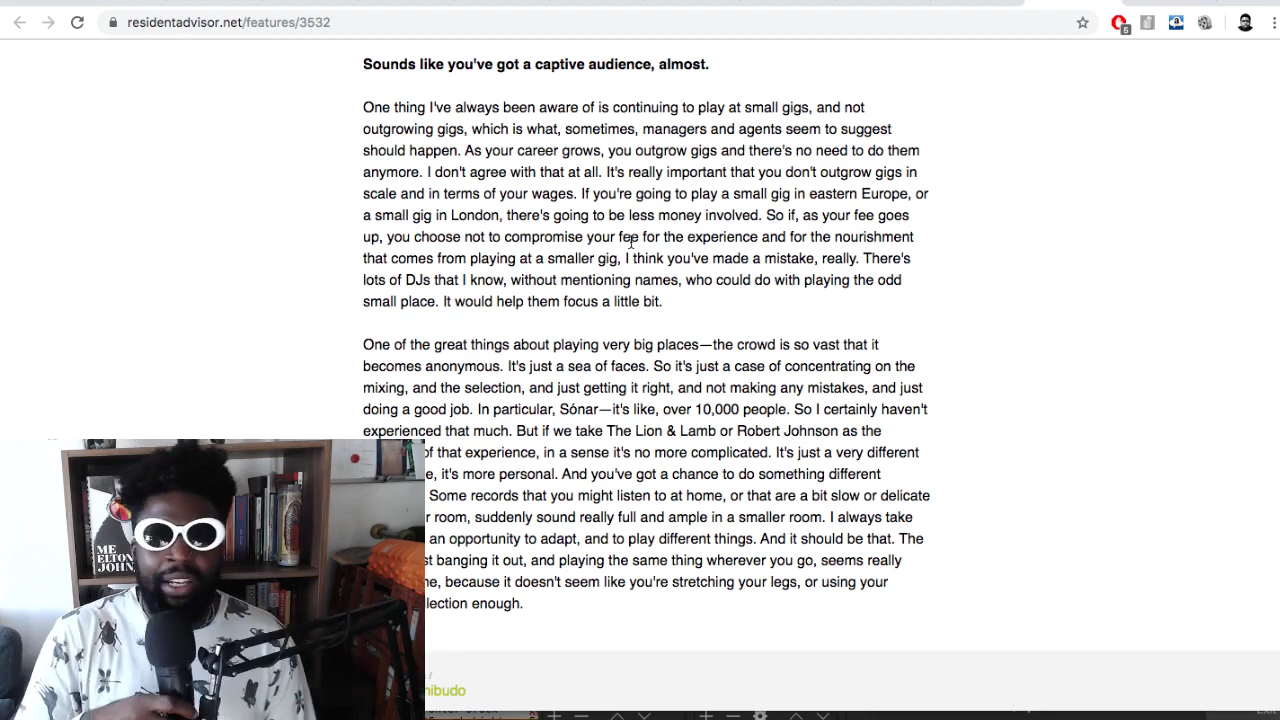 residentadvisor.net/features/3532
5
Sounds like you've got a captive audience, almost.
One thing I've always been aware of is continuing to play at small gigs, and not
outgrowing gigs, which is what, sometimes, managers and agents seem to suggest
should happen. As your career grows, you outgrow gigs and there's no need to do them
anymore. I don't agree with that at all. It's really important that you don't outgrow gigs in
scale and in terms of your wages. If you're going to play a small gig in eastern Europe, or
a small gig in London, there's going to be less money involved. So if, as your fee goes
up, you choose not to compromise your fee for the experience and for the nourishment
that comes from playing at a smaller gig, I think you've made a mistake, really. There's
lots of DJs that I know, without mentioning names, who could do with playing the odd
small place. It would help them focus a little bit.
One of the great things about playing very big places—the crowd is so vast that it
becomes anonymous. It's just a sea of faces. So it's just a case of concentrating on the
mixing, and the selection, and just getting it right, and not making any mistakes, and just
doing a good job. In particular, Sónar—it's like, over 10,000 people. So I certainly haven't
experienced that much. But if we take The Lion & Lamb or Robert Johnson as the
of that experience, in a sense it's no more complicated. It's just a very different
e, it's more personal. And you've got a chance to do something different
Some records that you might listen to at home, or that are a bit slow or delicate
r room, suddenly sound really full and ample in a smaller room. I always take
an opportunity to adapt, and to play different things. And it should be that. The
st banging it out, and playing the same thing wherever you go, seems really
ne, because it doesn't seem like you're stretching your legs, or using your
lection enough.
ME
ELTON
JOHN
nibudo